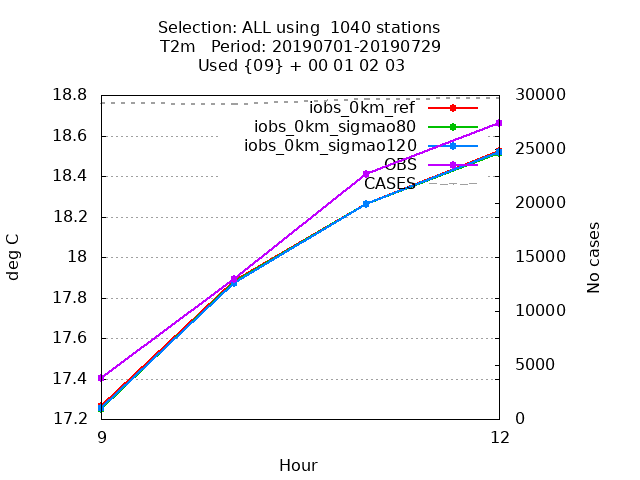 Selection: ALL using  1040 stations
T2m   Period: 20190701-20190729
Used {09} + 00 01 02 03
18.8
18.6
18.4
18.2
18
17.8
17.6
17.4
17.2
30000
25000
20000
15000
10000
5000
0
iobs_0km_ref
iobs_0km_sigmao80
iobs_0km_sigmao120
OBS
CASES
deg C
No cases
9
12
Hour